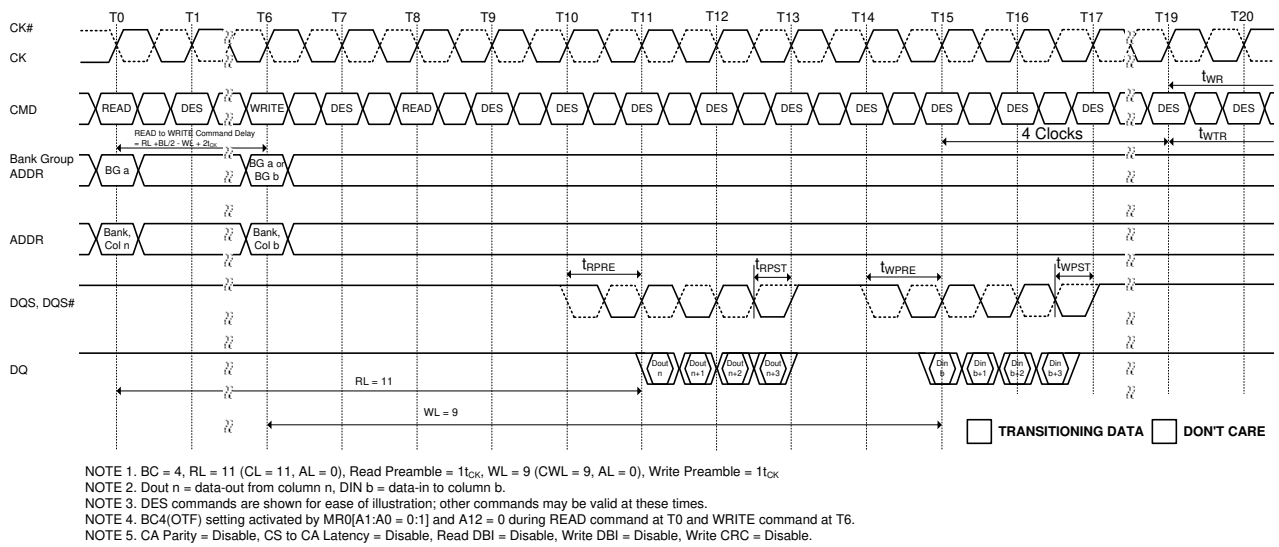 T0 T1 T6 T7 T8 T9 T10 T11 T12 T13 T14 T15 T16 T17 T19 T20
CK#
CK
tWR
CMD READ DES WRITE DES READ DES DES DES DES DES DES DES DES DES DES DES
READ to WRITE Command Delay
= RL +BL/2 - WL + 2tCK
4 Clocks
tWTR
Bank Group
ADDR
BG a
BG a or
BG b
ADDR
Bank,
Col n
Bank,
Col b
tRPRE tRPST tWPRE tWPST
DQS, DQS#
DQ
Dout
n
Dout
n+1
Dout
n+2
Dout
n+3
Din
b
Din
b+1
Din
b+2
Din
b+3
RL = 11
WL = 9
TRANSITIONING DATA DON'T CARE
NOTE 1. BC = 4, RL = 11 (CL = 11, AL = 0), Read Preamble = 1tCK, WL = 9 (CWL = 9, AL = 0), Write Preamble = 1tCK
NOTE 2. Dout n = data-out from column n, DIN b = data-in to column b.
NOTE 3. DES commands are shown for ease of illustration; other commands may be valid at these times.
NOTE 4. BC4(OTF) setting activated by MR0[A1:A0 = 0:1] and A12 = 0 during READ command at T0 and WRITE command at T6.
NOTE 5. CA Parity = Disable, CS to CA Latency = Disable, Read DBI = Disable, Write DBI = Disable, Write CRC = Disable.